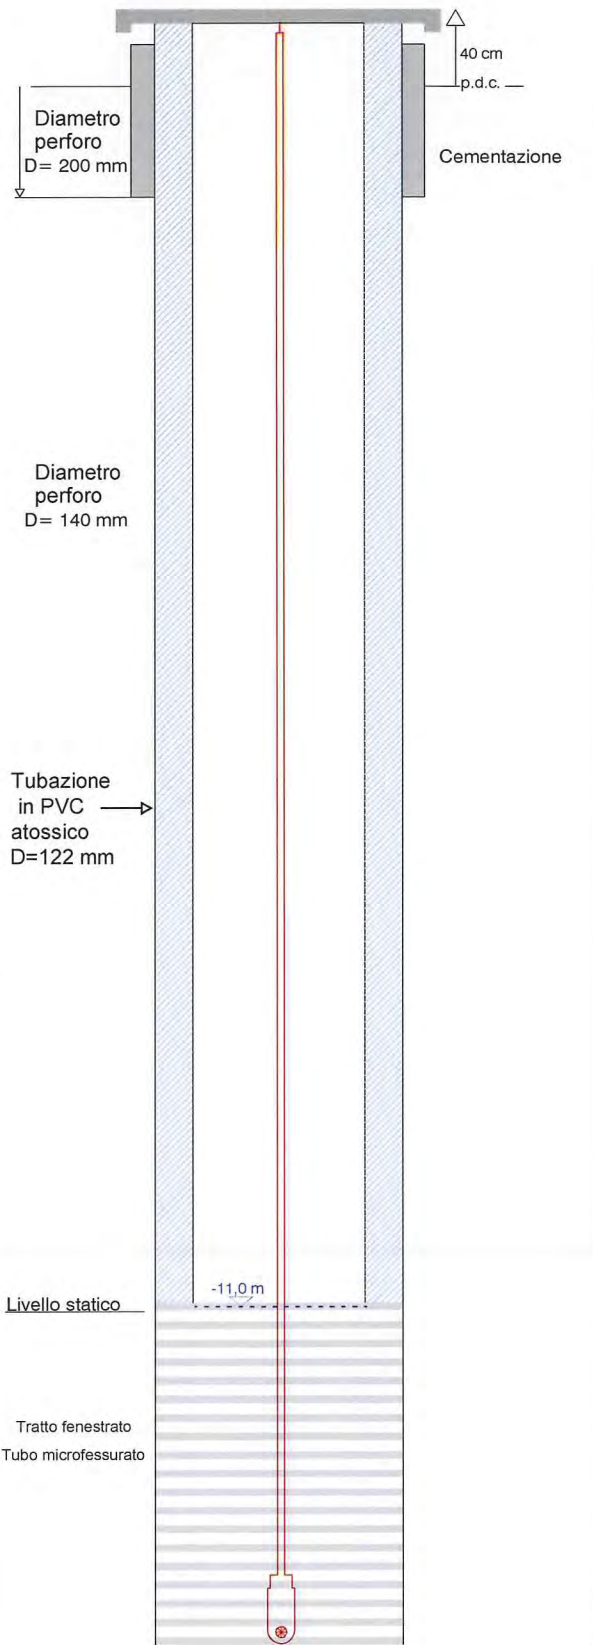 40 cm
p.d.c.
Diametro
perforo
D= 200 mm
Cementazione
Diametro
perforo
D= 140 mm
Tubazione
in PVC
atossico
D=122 mm
-11,0 m
Livello statico
Tratto fenestrato
Tubo microfessurato